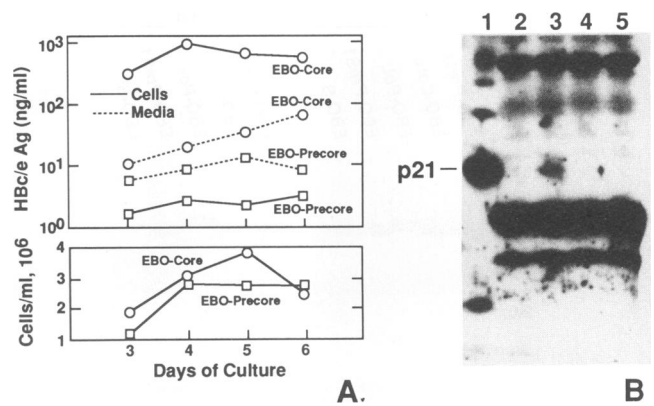 HBc/e Ag (ng/ml)
10³
10²
10¹
10⁰
Cells
Media
EBO-Core
EBO-Core
EBO-Precore
EBO-Precore
Cells/ml, 10⁶
4
3
2
1
EBO-Core
EBO-Precore
3 4 5 6
Days of Culture
A.
1 2 3 4 5
p21
B